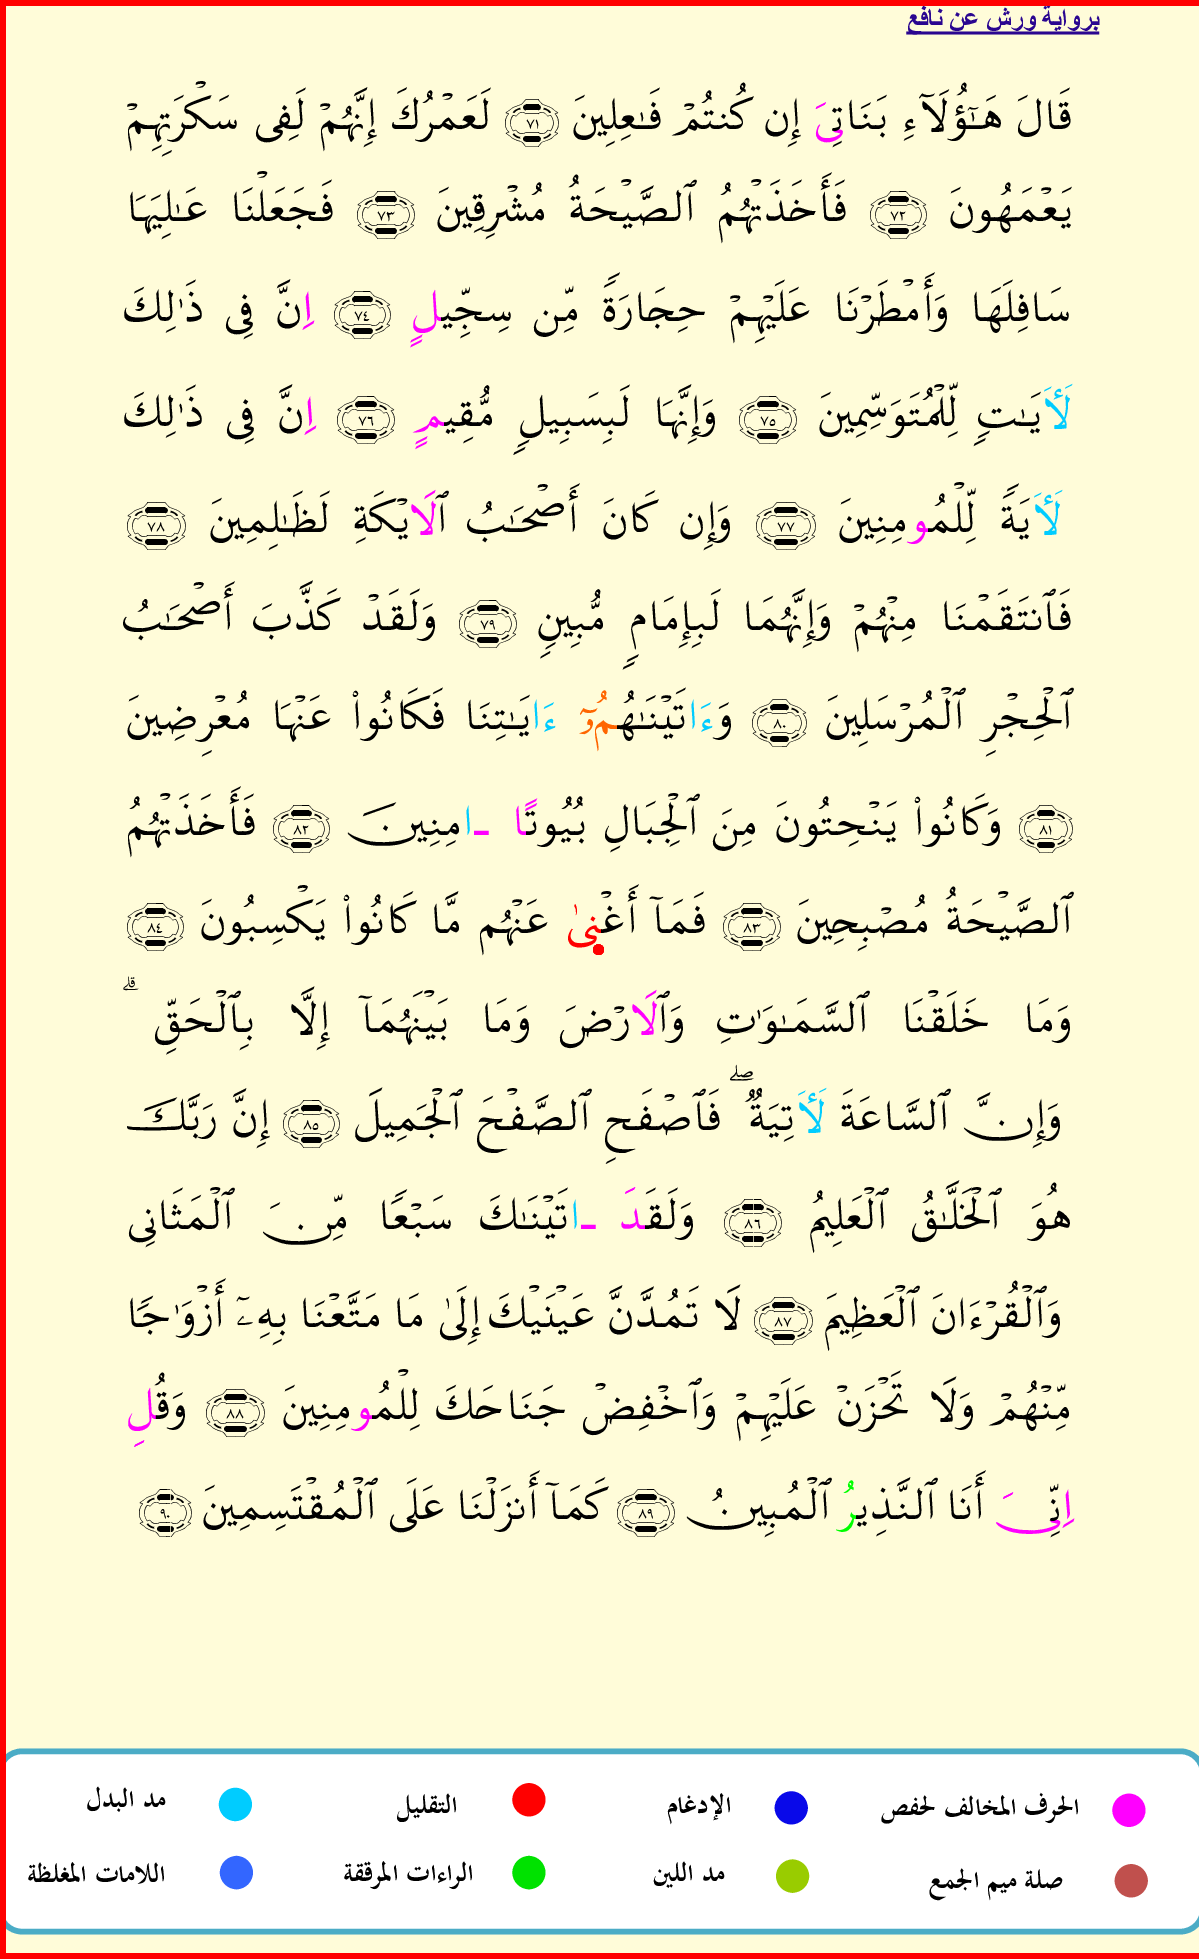 برواية ورش عن نافع
قَالَ هَـٰٓؤُلَآءِ بَنَاتِيَ إِن كُنتُمْ فَـٰعِلِينَ ٧١ لَعَمْرُكَ إِنَّهُمْ لَفِى سَكْرَتِهِمْ
يَعْمَهُونَ ٧٢ فَأَخَذَتْهُمُ ٱلصَّيْحَةُ مُشْرِقِينَ ٧٣ فَجَعَلْنَا عَـٰلِيَهَا
سَافِلَهَا وَأَمْطَرْنَا عَلَيْهِمْ حِجَارَةً مِّن سِجِّيلٍ ٧٤ اِنَّ فِى ذَٰلِكَ
لَأَيَـٰتٍ لِّلْمُتَوَسِّمِينَ ٧٥ وَإِنَّهَا لَبِسَبِيلٍ مُّقِيمٍ ٧٦ اِنَّ فِى ذَٰلِكَ
لَأَيَةً لِّلْمُومِنِينَ ٧٧ وَإِن كَانَ أَصْحَـٰبُ ٱلَايْكَةِ لَظَـٰلِمِينَ ٧٨
فَٱنتَقَمْنَا مِنْهُمْ وَإِنَّهُمَا لَبِإِمَامٍ مُّبِينٍ ٧٩ وَلَقَدْ كَذَّبَ أَصْحَـٰبُ
ٱلْحِجْرِ ٱلْمُرْسَلِينَ ٨٠ وَءَاتَيْنَـٰهُمُوٓ ءَايَـٰتِنَا فَكَانُوا۟ عَنْهَا مُعْرِضِينَ
٨١ وَكَانُوا۟ يَنْحِتُونَ مِنَ ٱلْجِبَالِ بُيُوتًا ـامِنِينَ ٨٢ فَأَخَذَتْهُمُ
ٱلصَّيْحَةُ مُصْبِحِينَ ٨٣ فَمَآ أَغْنِىٰ عَنْهُم مَّا كَانُوا۟ يَكْسِبُونَ ٨٤
وَمَا خَلَقْنَا ٱلسَّمَـٰوَٰتِ وَٱلَارْضَ وَمَا بَيْنَهُمَآ إِلَّا بِٱلْحَقِّ ۗ
وَإِنَّ ٱلسَّاعَةَ لَأَتِيَةٌ ۖ فَٱصْفَحِ ٱلصَّفْحَ ٱلْجَمِيلَ ٨٥ إِنَّ رَبَّكَ
هُوَ ٱلْخَلَّـٰقُ ٱلْعَلِيمُ ٨٦ وَلَقَدَ ـاتَيْنَـٰكَ سَبْعًا مِّنَ ٱلْمَثَانِى
وَٱلْقُرْءَانَ ٱلْعَظِيمَ ٨٧ لَا تَمُدَّنَّ عَيْنَيْكَ إِلَىٰ مَا مَتَّعْنَا بِهِۦٓ أَزْوَٰجًا
مِّنْهُمْ وَلَا تَحْزَنْ عَلَيْهِمْ وَٱخْفِضْ جَنَاحَكَ لِلْمُومِنِينَ ٨٨ وَقُلِ
اِنِّىَ أَنَا ٱلنَّذِيرُ ٱلْمُبِينُ ٨٩ كَمَآ أَنزَلْنَا عَلَى ٱلْمُقْتَسِمِينَ ٩٠
الحرف المخالف لحفص الإدغام التقليل مد البدل
صلة ميم الجمع مد اللين الراءات المرققة اللامات المغلظة